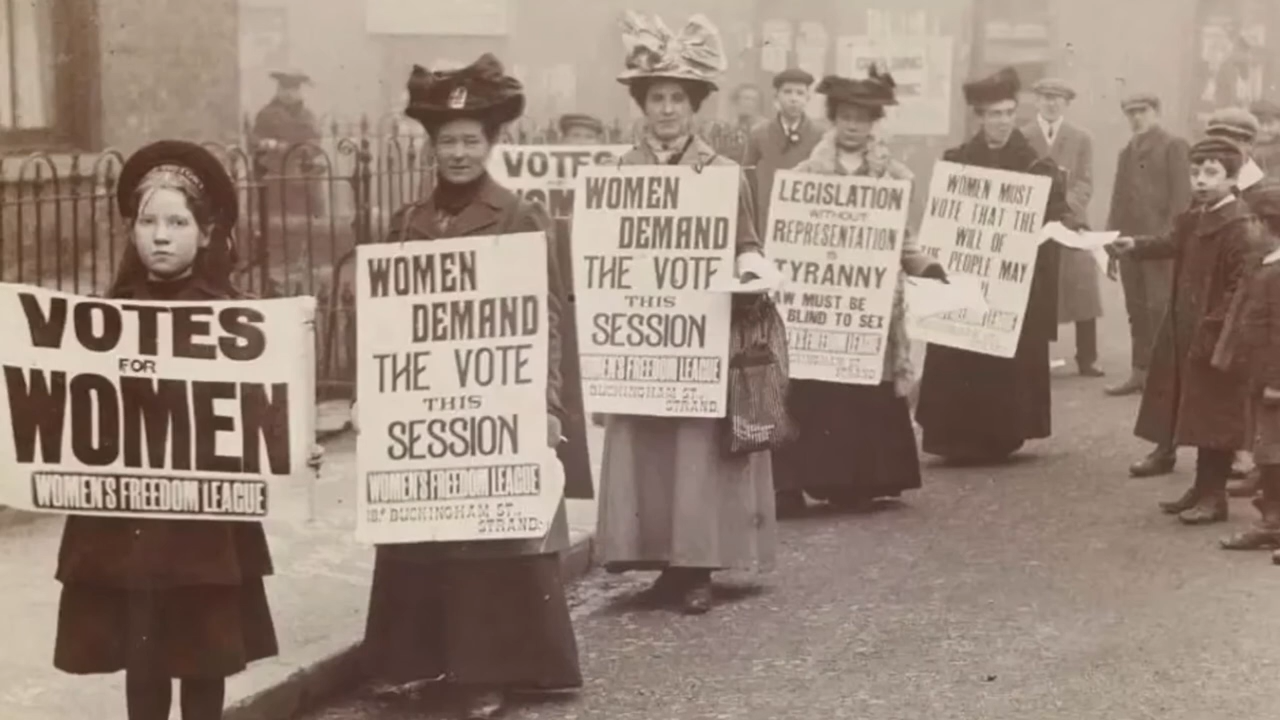 VOTES
FOR
WOMEN
WOMEN'S FREEDOM LEAGUE
WOMEN
DEMAND
THE VOTE
THIS
SESSION
WOMEN'S FREEDOM LEAGUE
BUCKINGHAM ST.,
STRAND.
VOTES
WOMEN
DEMAND
THE VOTE
THIS
SESSION
WOMEN'S FREEDOM LEAGUE
BUCKINGHAM ST.,
STRAND.
LEGISLATION
WITHOUT
REPRESENTATION
IS
TYRANNY
LAW MUST BE
BLIND TO SEX
WOMEN MUST
VOTE THAT THE
WILL OF
THE PEOPLE MAY